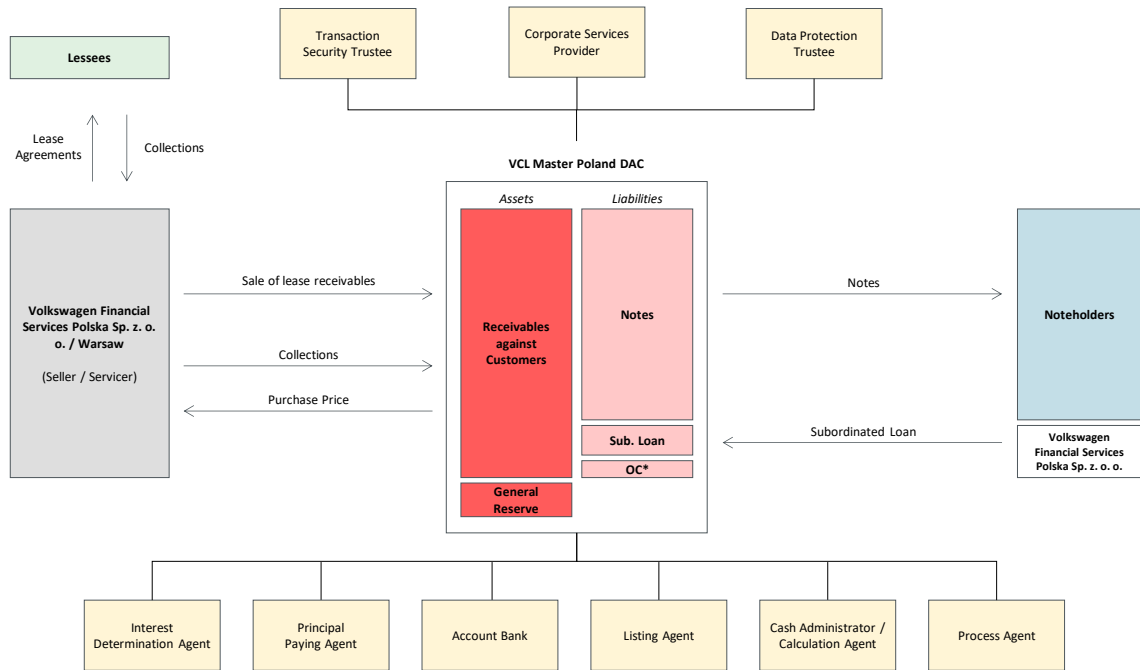 Transaction
Security Trustee
Corporate Services
Provider
Data Protection
Trustee
Lessees
Lease
Agreements
Collections
VCL Master Poland DAC
Assets
Liabilities
Volkswagen Financial
Services Polska Sp. z. o.
o. / Warsaw
(Seller / Servicer)
Sale of lease receivables
Collections
Purchase Price
Receivables
against
Customers
General
Reserve
Notes
Sub. Loan
OC*
Notes
Subordinated Loan
Noteholders
Volkswagen
Financial Services
Polska Sp. z. o. o.
Interest
Determination Agent
Principal
Paying Agent
Account Bank
Listing Agent
Cash Administrator /
Calculation Agent
Process Agent